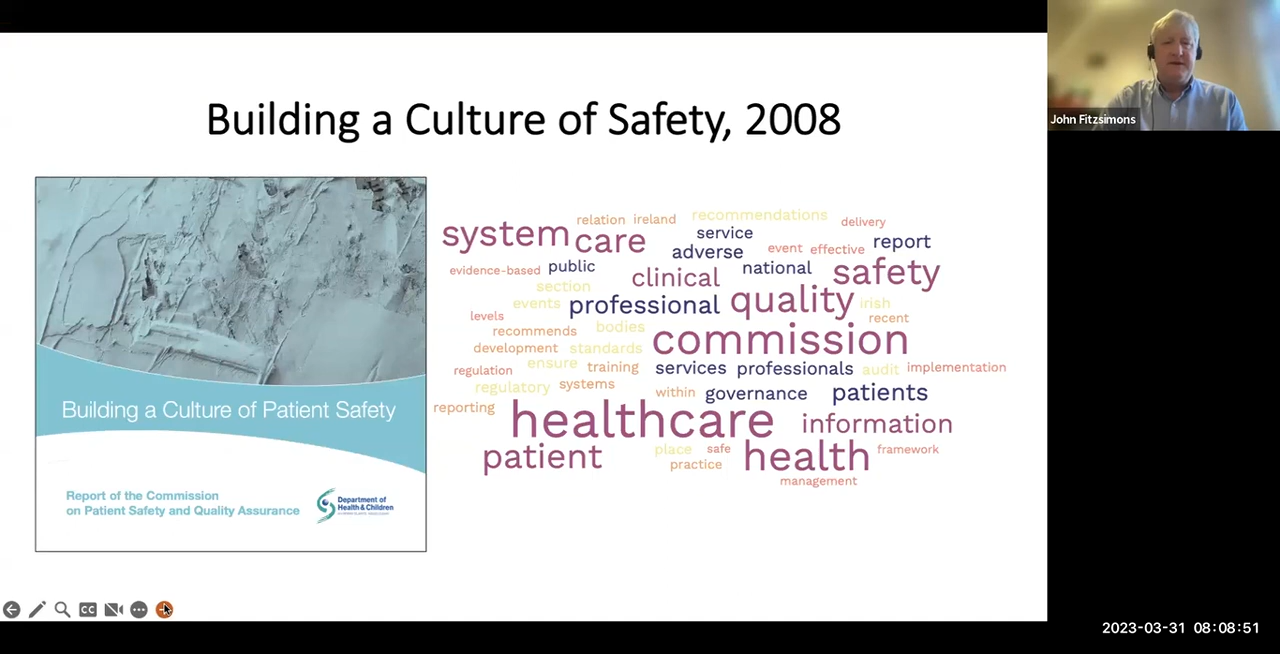 Building a Culture of Safety, 2008
John Fitzsimons
Building a Culture of Patient Safety
Report of the Commission
on Patient Safety and Quality Assurance
Department of
Health & Children
relation ireland recommendations delivery
system care service
adverse event effective report
evidence-based public clinical national safety
section
events professional quality irish
levels recent
recommends bodies commission
development standards
ensure training services professionals audit implementation
regulation
regulatory systems within governance patients
reporting healthcare information
patient place safe health framework
practice
management
CC
2023-03-31 08:08:51